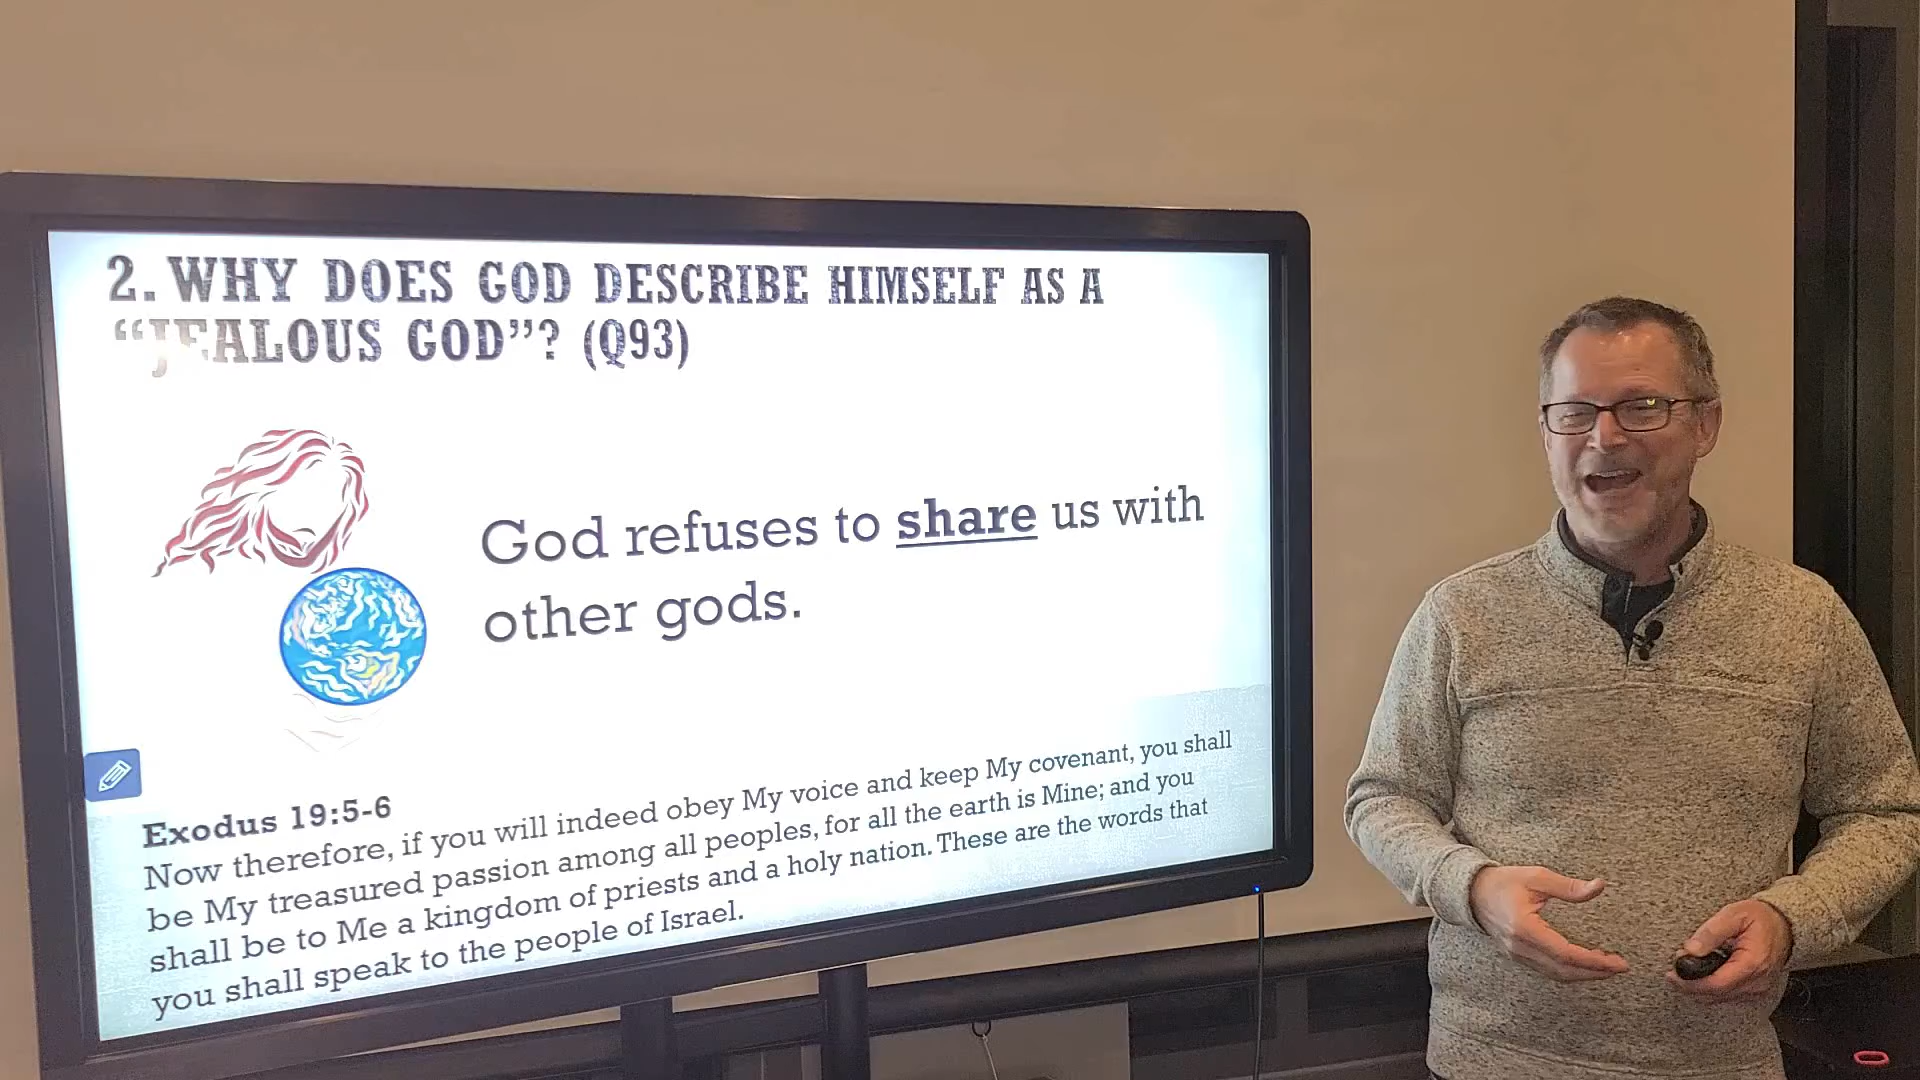 2. WHY DOES GOD DESCRIBE HIMSELF AS A
“JEALOUS GOD”? (Q93)
God refuses to share us with
other gods.
Exodus 19:5-6
Now therefore, if you will indeed obey My voice and keep My covenant, you shall
be My treasured passion among all peoples, for all the earth is Mine; and you
shall be to Me a kingdom of priests and a holy nation. These are the words that
you shall speak to the people of Israel.